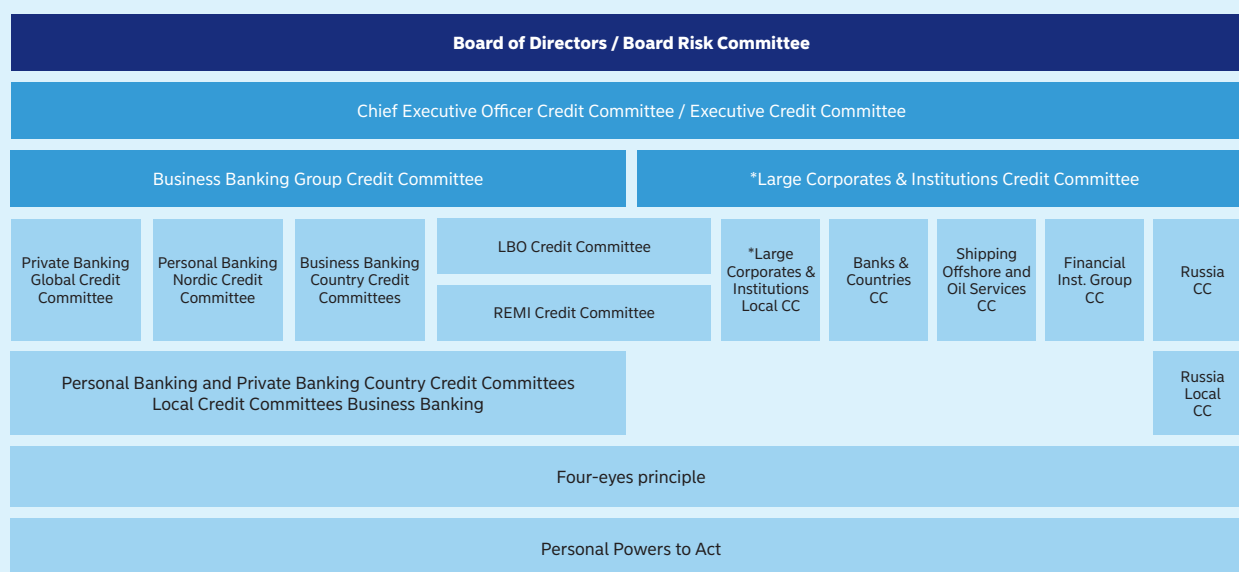 Board of Directors / Board Risk Committee
Chief Executive Officer Credit Committee / Executive Credit Committee
Business Banking Group Credit Committee
*Large Corporates & Institutions Credit Committee
Private Banking
Global Credit
Committee
Personal Banking
Nordic Credit
Committee
Business Banking
Country Credit
Committees
LBO Credit Committee
REMI Credit Committee
*Large
Corporates &
Institutions
Local CC
Banks &
Countries
CC
Shipping
Offshore and
Oil Services
CC
Financial
Inst. Group
CC
Russia
CC
Personal Banking and Private Banking Country Credit Committees
Local Credit Committees Business Banking
Russia
Local
CC
Four-eyes principle
Personal Powers to Act